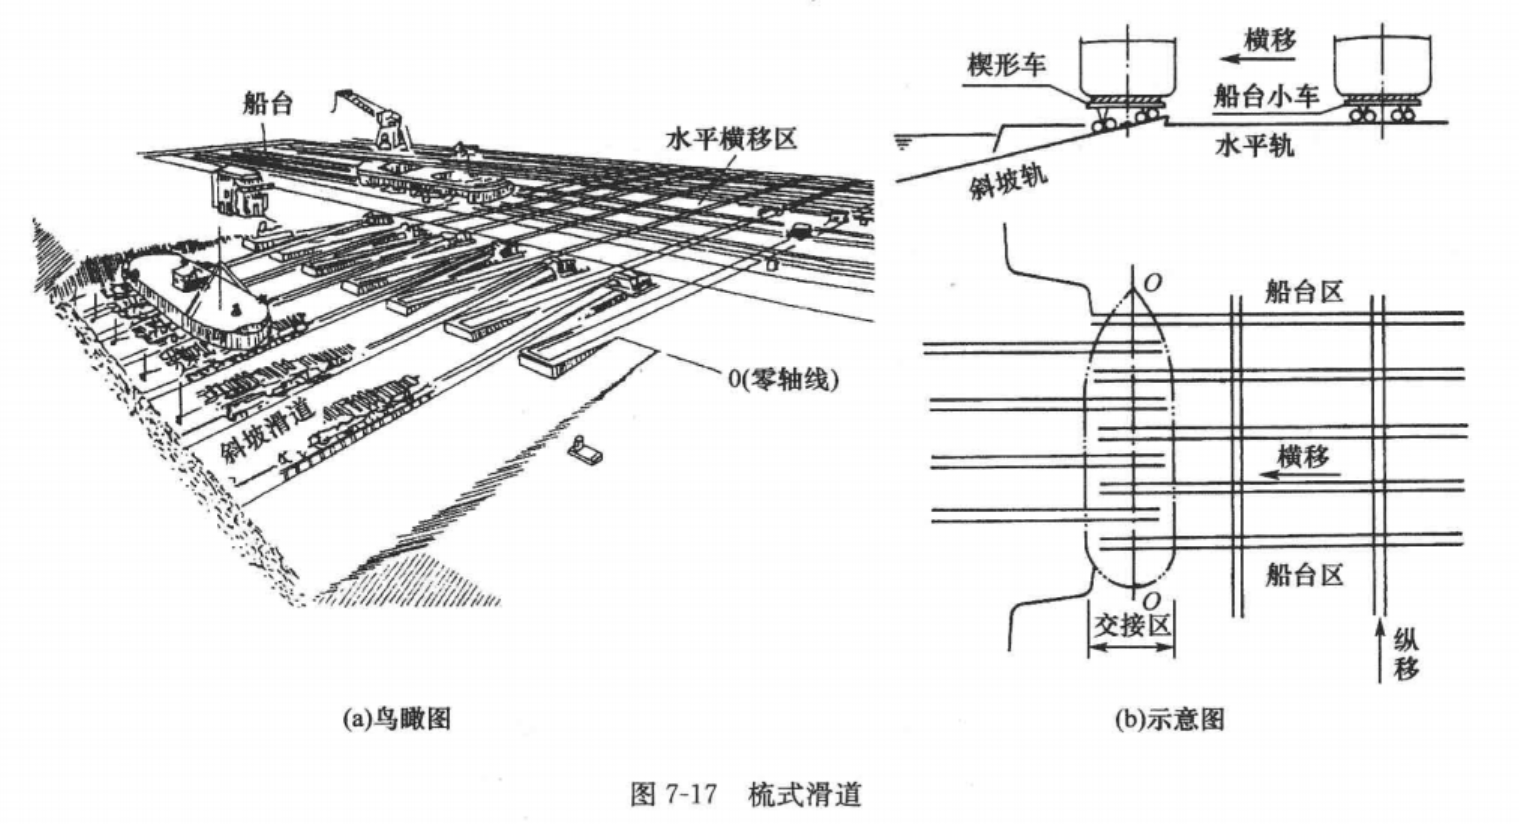 船台
水平横移区
0(零轴线)
斜坡滑道
(a)鸟瞰图
横移
楔形车
船台小车
水平轨
斜坡轨
O
船台区
横移
船台区
O
交接区
纵移
(b)示意图
图 7-17 梳式滑道